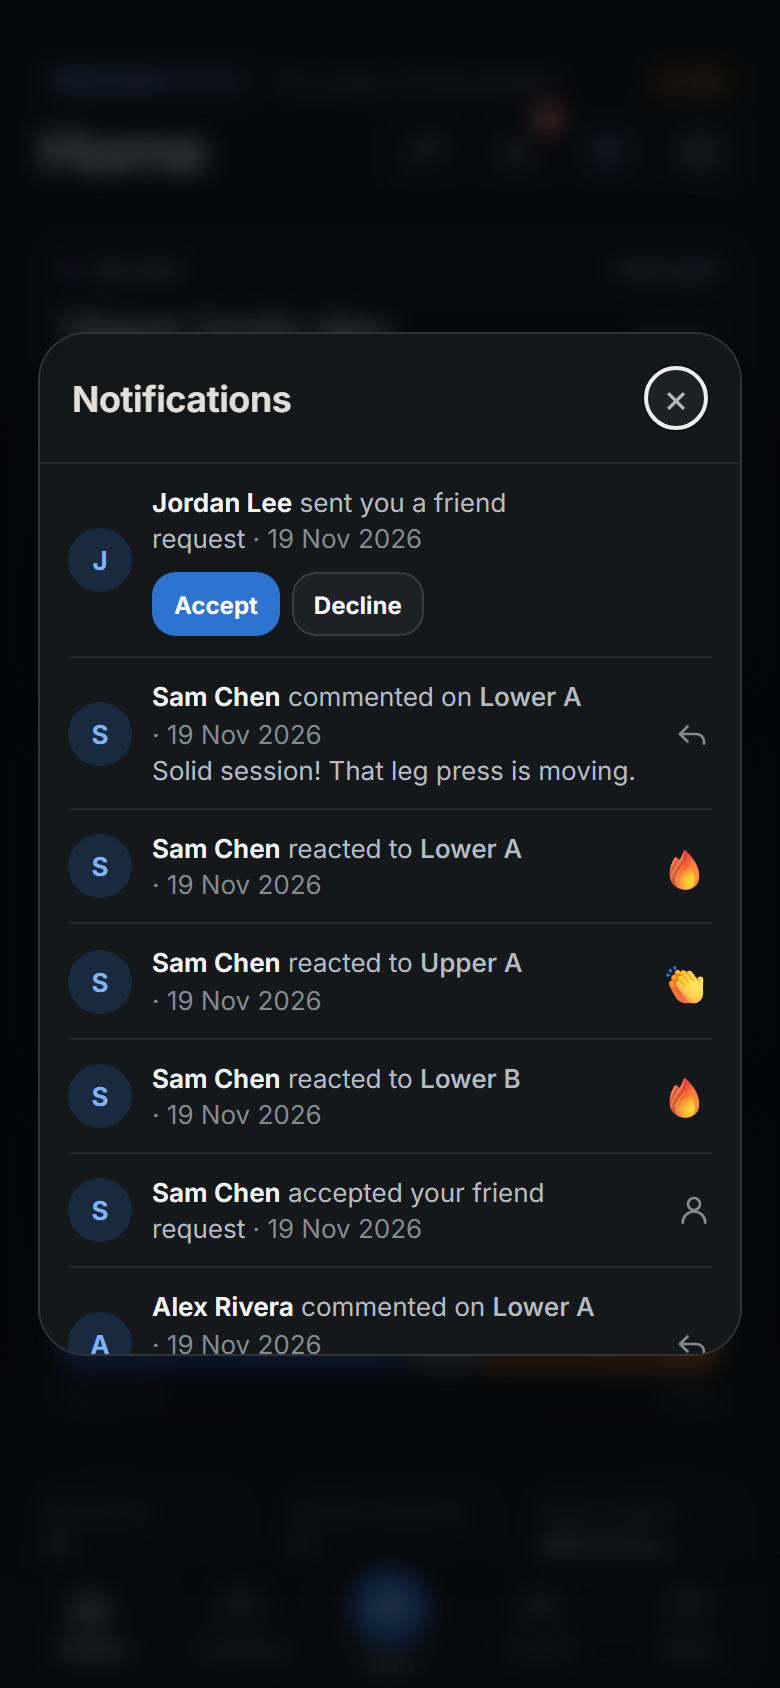 Home
Notifications
Jordan Lee sent you a friend
request · 19 Nov 2026
J
Accept
Decline
Sam Chen commented on Lower A
· 19 Nov 2026
Solid session! That leg press is moving.
S
Sam Chen reacted to Lower A
· 19 Nov 2026
S
Sam Chen reacted to Upper A
· 19 Nov 2026
S
Sam Chen reacted to Lower B
· 19 Nov 2026
S
Sam Chen accepted your friend
request · 19 Nov 2026
S
Alex Rivera commented on Lower A
· 19 Nov 2026
A